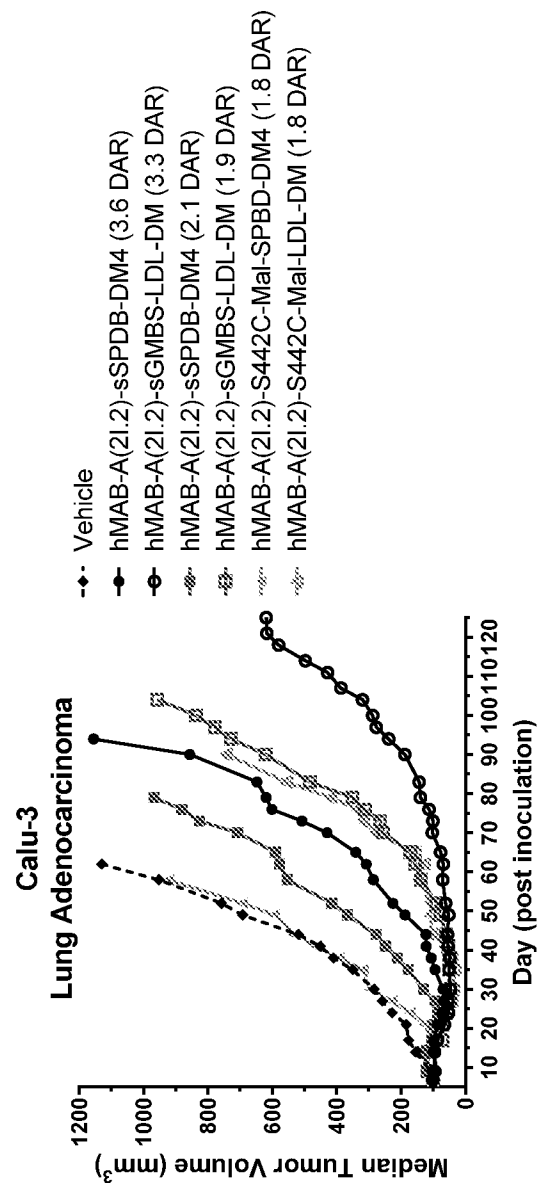 Calu-3
Lung Adenocarcinoma
Median Tumor Volume (mm³)
1200
1000
800
600
400
200
0
10 20 30 40 50 60 70 80 90 100 110 120
Day (post inoculation)
Vehicle
hMAB-A(2I.2)-sSPDB-DM4 (3.6 DAR)
hMAB-A(2I.2)-sGMBS-LDL-DM (3.3 DAR)
hMAB-A(2I.2)-sSPDB-DM4 (2.1 DAR)
hMAB-A(2I.2)-sGMBS-LDL-DM (1.9 DAR)
hMAB-A(2I.2)-S442C-Mal-SPBD-DM4 (1.8 DAR)
hMAB-A(2I.2)-S442C-Mal-LDL-DM (1.8 DAR)